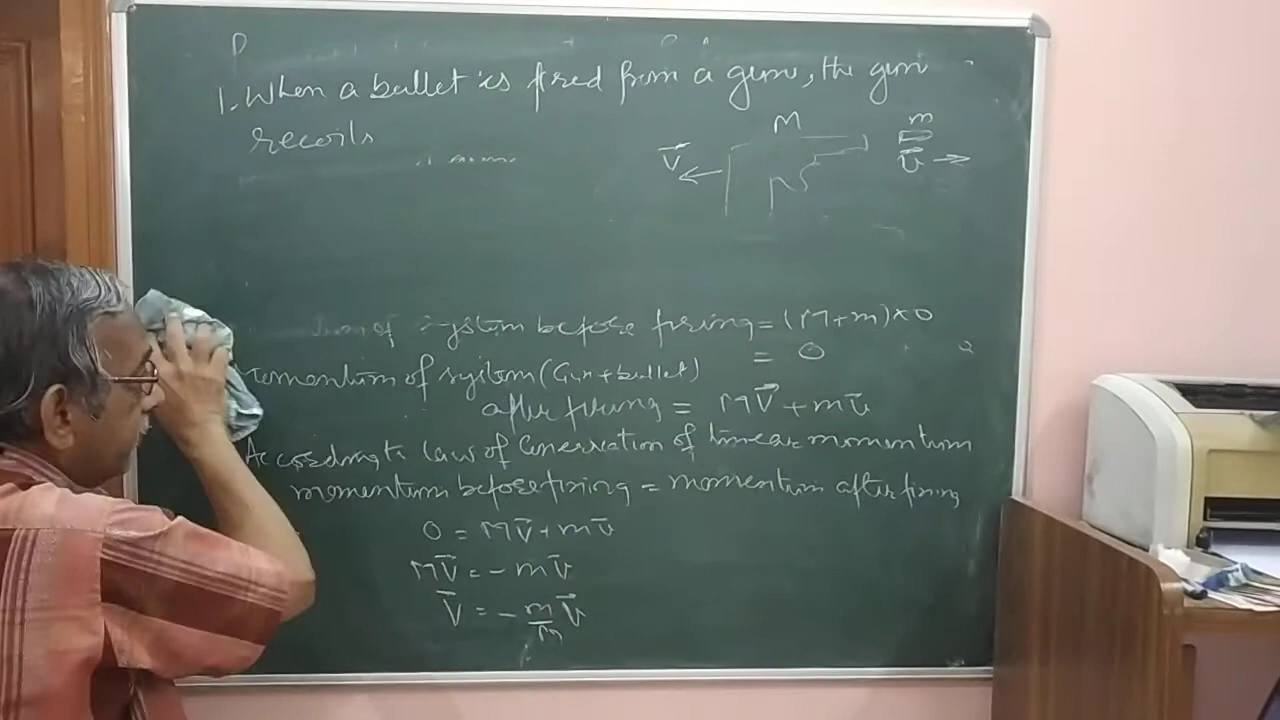 1. When a bullet is fired from a gun, the gun
recoils
M
m
V⃗
v⃗
of system before firing = (M+m)×0
= 0
momentum of system (Gun + bullet)
after firing = MV⃗ + mv̅
According to law of Conservation of linear momentum
momentum before firing = momentum after firing
0 = MV̅ + mv̅
MV̅ = - mv̅
V̅ = - m/M v⃗